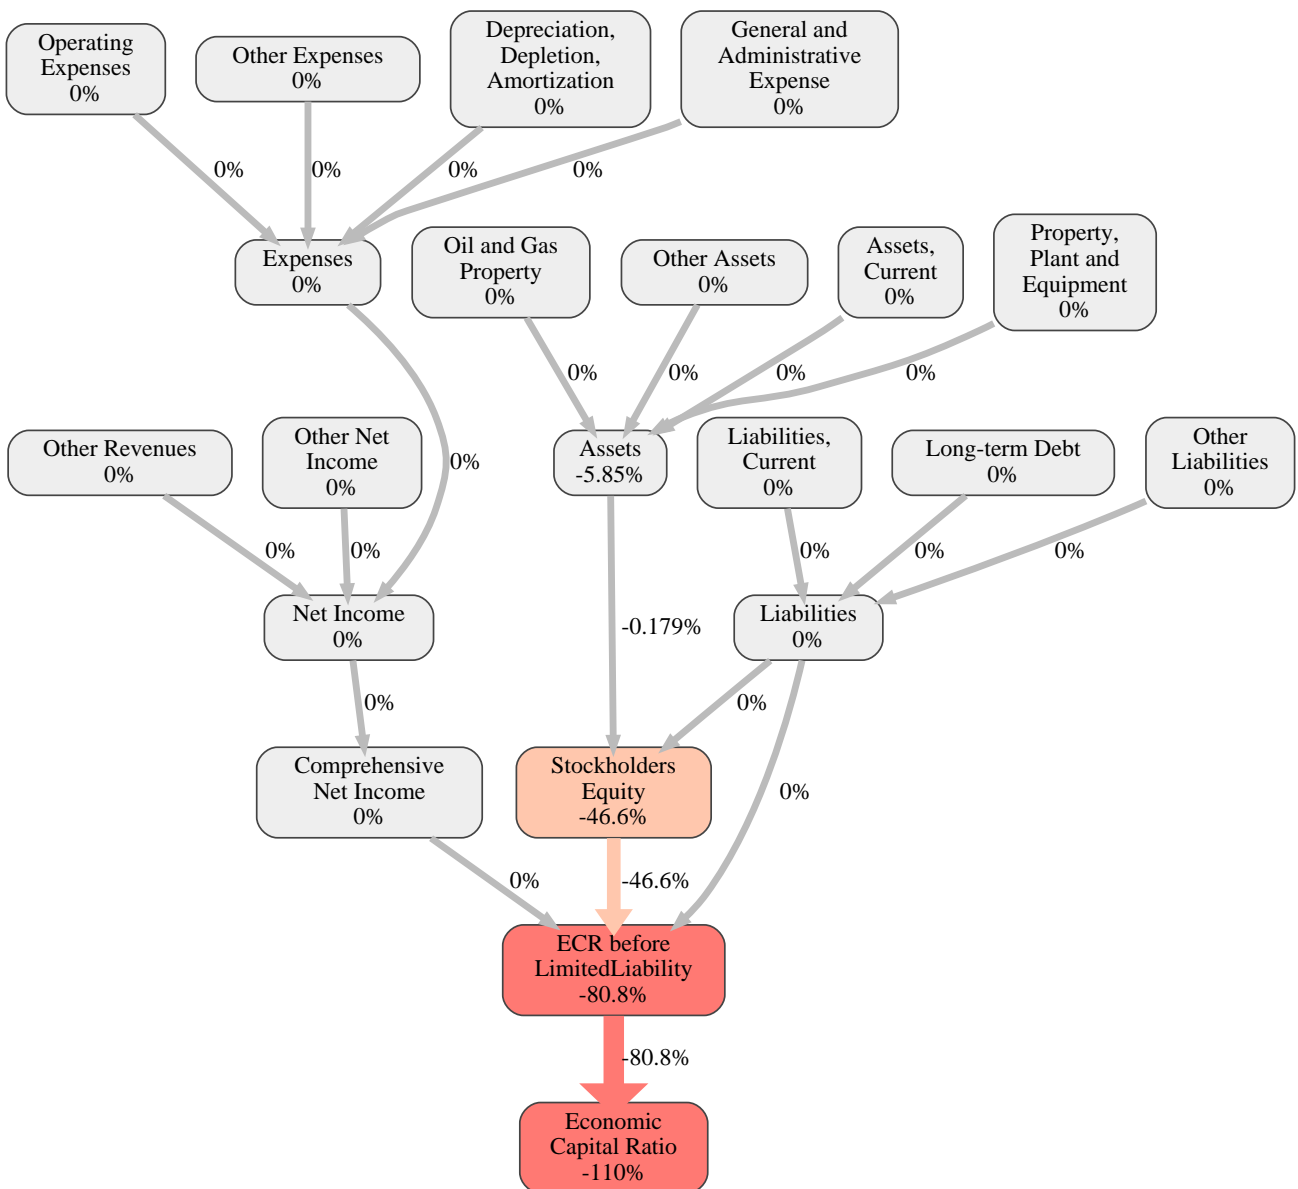 Operating
Expenses
0%
Other Expenses
0%
Depreciation,
Depletion,
Amortization
0%
General and
Administrative
Expense
0%
0%
0%
0%
0%
Expenses
0%
Oil and Gas
Property
0%
Other Assets
0%
Assets,
Current
0%
Property,
Plant and
Equipment
0%
0%
0%
0%
0%
Other Revenues
0%
Other Net
Income
0%
0%
Assets
-5.85%
Liabilities,
Current
0%
Long-term Debt
0%
Other
Liabilities
0%
0%
0%
0%
0%
0%
Net Income
0%
-0.179%
Liabilities
0%
0%
0%
Comprehensive
Net Income
0%
Stockholders
Equity
-46.6%
0%
0%
-46.6%
ECR before
LimitedLiability
-80.8%
-80.8%
Economic
Capital Ratio
-110%